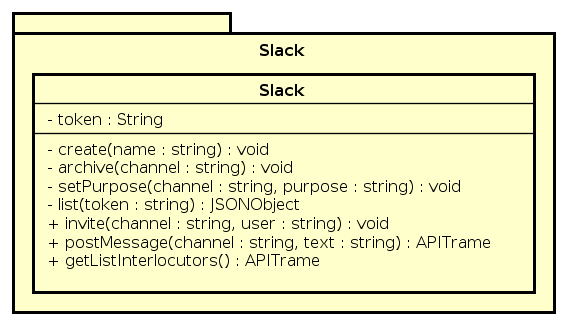 Slack
Slack
- token : String
- create(name : string) : void
- archive(channel : string) : void
- setPurpose(channel : string, purpose : string) : void
- list(token : string) : JSONObject
+ invite(channel : string, user : string) : void
+ postMessage(channel : string, text : string) : APITrame
+ getListInterlocutors() : APITrame